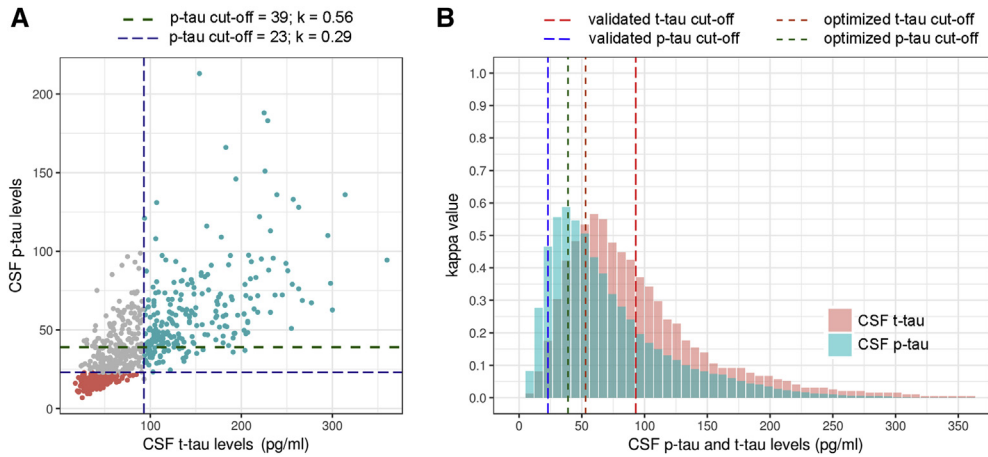 A
p-tau cut-off = 39; k = 0.56
p-tau cut-off = 23; k = 0.29
CSF p-tau levels
200
150
100
50
0
100
200
300
CSF t-tau levels (pg/ml)
B
validated t-tau cut-off
optimized t-tau cut-off
validated p-tau cut-off
optimized p-tau cut-off
kappa value
1.0
0.9
0.8
0.7
0.6
0.5
0.4
0.3
0.2
0.1
0.0
CSF t-tau
CSF p-tau
0
50
100
150
200
250
300
350
CSF p-tau and t-tau levels (pg/ml)